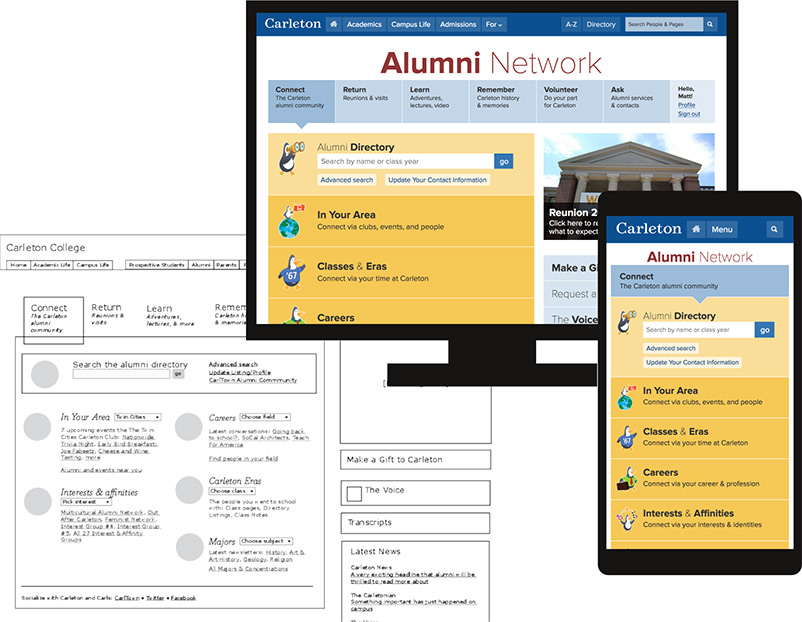 Carleton
Academics
Campus Life
Admissions
For
A-Z
Directory
Search People & Pages
Alumni Network
Connect
The Carleton
alumni community
Return
Reunions & visits
Learn
Adventures,
lectures, video
Remember
Carleton history
& memories
Volunteer
Do your part
for Carleton
Ask
Alumni services
& contacts
Hello,
Matt!
Profile
Sign out
Alumni Directory
Search by name or class year
go
Advanced search
Update Your Contact Information
In Your Area
Connect via clubs, events, and people
Classes & Eras
Connect via your time at Carleton
'67
Careers
Reunion 2
Click here to re
what to expect
Make a G
Request a
The Voice
Carleton
Menu
Alumni Network
Connect
The Carleton alumni community
Alumni Directory
Search by name or class year
go
Advanced search
Update Your Contact Information
In Your Area
Connect via clubs, events, and people
Classes & Eras
Connect via your time at Carleton
Careers
Connect via your career & profession
Interests & Affinities
Connect via your interests & identities
Carleton College
Home
Academic Life
Campus Life
Prospective Students
Alumni
Parents
Connect
The Carleton
alumni
community
Return
Reunions &
visits
Learn
Adventures,
lectures, & more
Remem
Carleton h
& memorie
Search the alumni directory
go
Advanced search
Update Listing/Profile
CarlTown Alumni Commmunity
In Your Area
Twin Cities
7 upcoming events the The Twin
Cities Carleton Club: Nationwide
Trivia Night, Early Bird Breakfast:
Joe Fabeetz, Cheese and Wine
Tasting, more
Alumni and events near you
Interests & affinities
Pick interest
Multicultural Alumni Network, Out
After Carleton, Feminist Network,
Interest Group #4, Interest Group
#5, All 27 Interest & Affinity
Groups
Careers
Choose field
Latest conversations: Going back
to school?, SoCal Architects, Teach
For America
Find people in your field
Carleton Eras
Choose class
The people you went to school
with: Class pages, Directory
Listings, Class Notes
Majors
Choose subject
Latest newsletters: History, Art &
Art History, Geology, Religion
All Majors & Concentrations
Socialize with Carleton and Carls: CarlTown • Twitter • Facebook
Make a Gift to Carleton
The Voice
Transcripts
Latest News
Carleton News
A very exciting headline that alumni will be
thrilled to read more about
The Carletonian
Something important has just happened on
campus